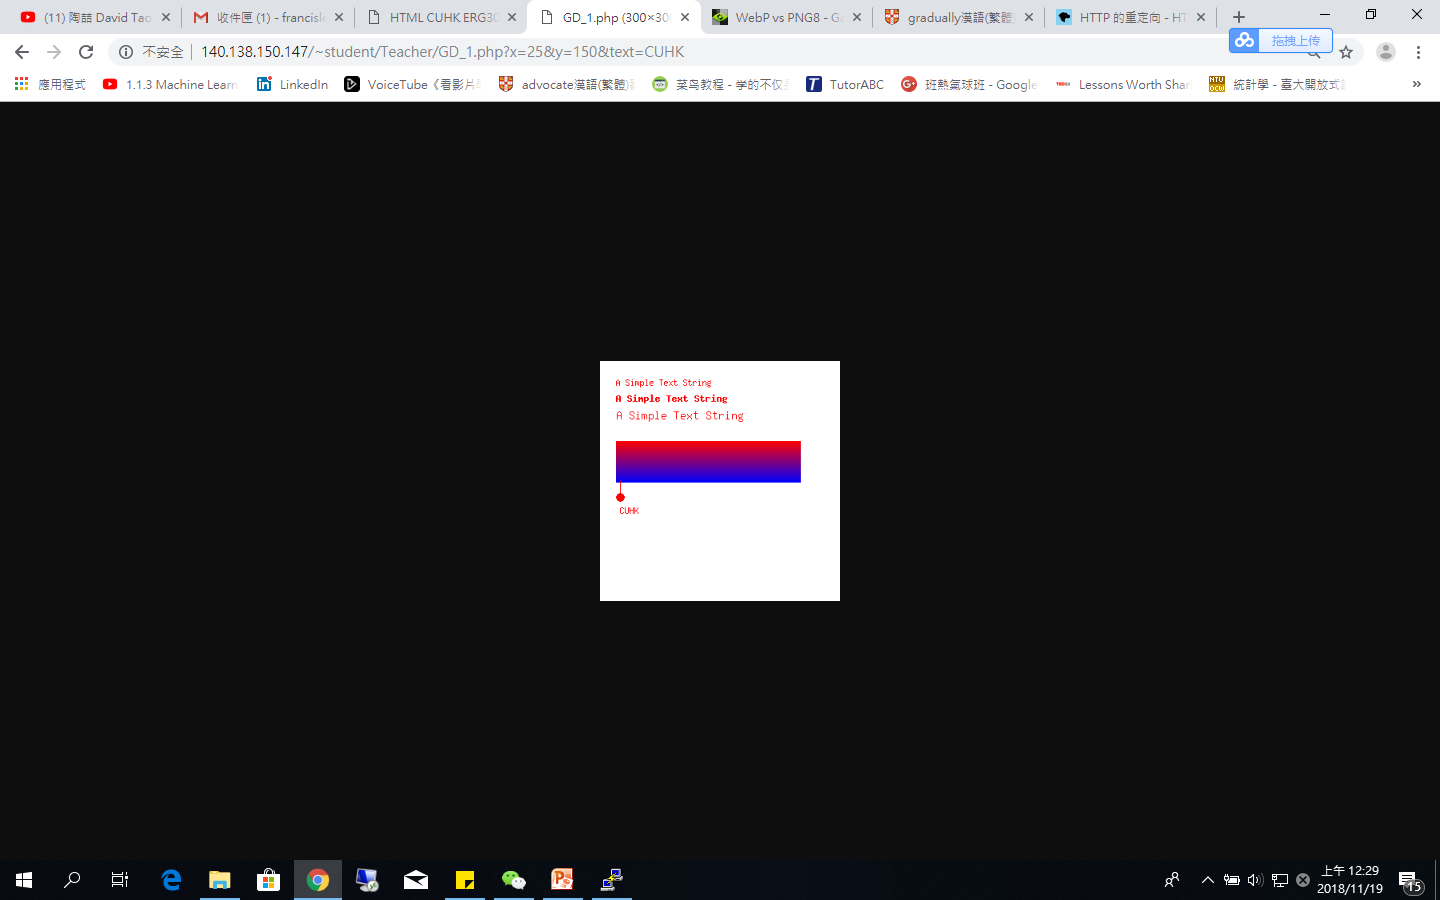 (11) 陶喆 David Tao
收件匣 (1) - francisl
HTML CUHK ERG30
GD_1.php (300×30
WebP vs PNG8 - G
gradually漢語(繁體)
HTTP 的重定向 - HT
拖拽上传
不安全 140.138.150.147/~student/Teacher/GD_1.php?x=25&y=150&text=CUHK
應用程式
1.1.3 Machine Learn
LinkedIn
VoiceTube《看影片
advocate漢語(繁體)
菜鸟教程 - 学的不仅
TutorABC
班熱氣球班 - Google
Lessons Worth Shar
統計學 - 臺大開放式
A Simple Text String
A Simple Text String
A Simple Text String
CUHK
上午 12:29
2018/11/19
15